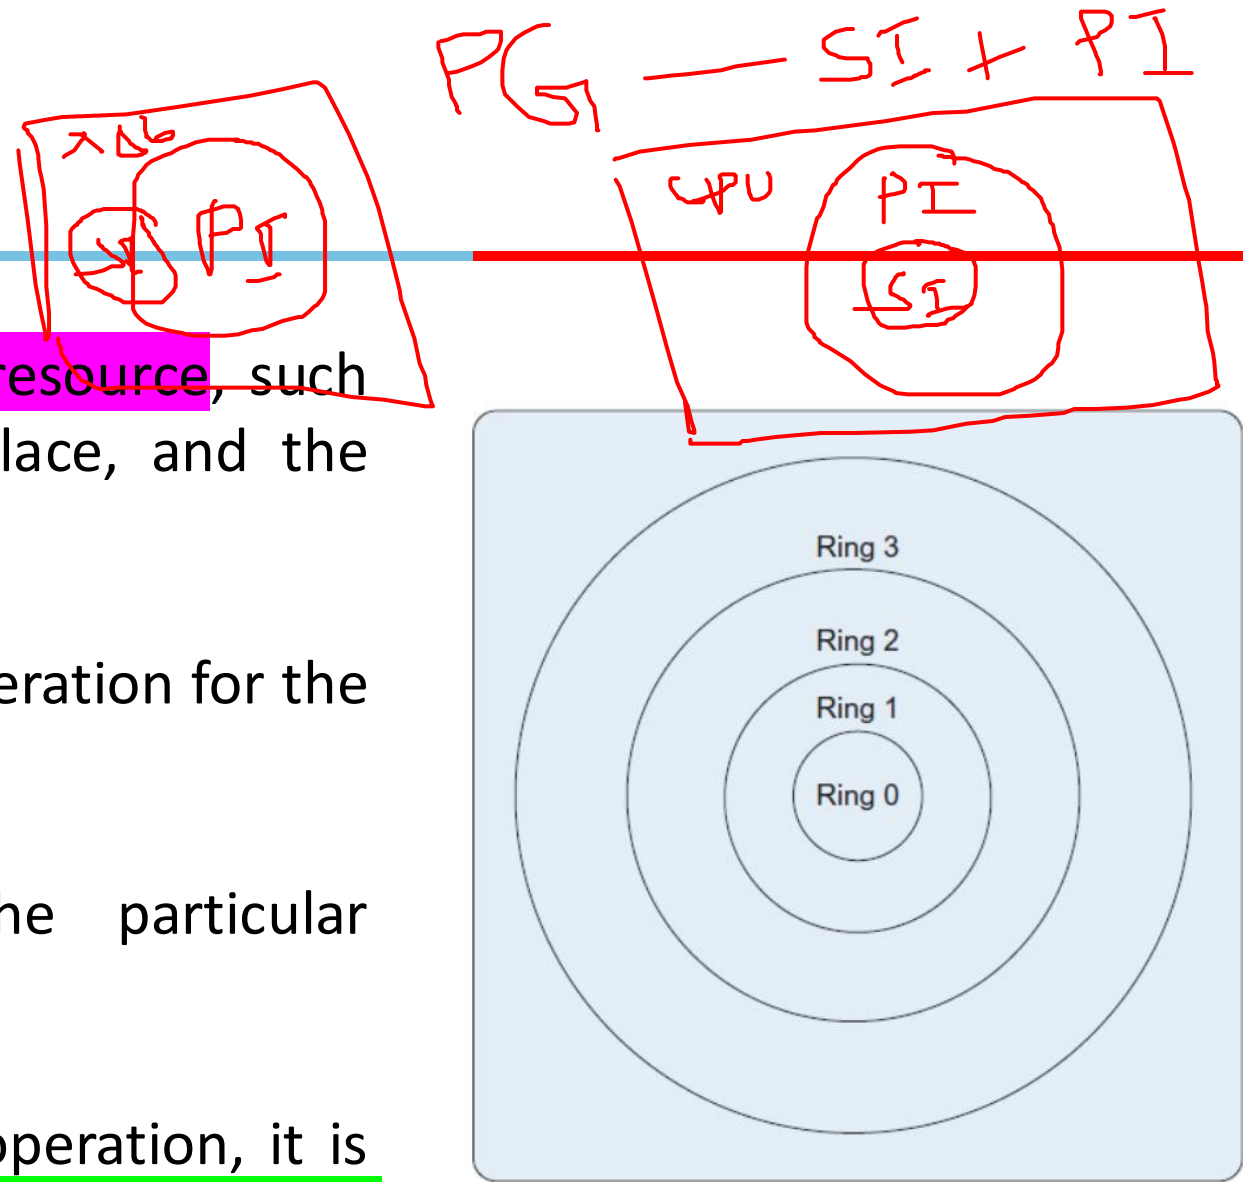 PG — SI + PI
x86
SI PI
CPU
PI
SI
resource, such
lace, and the
eration for the
he particular
operation, it is
Ring 3
Ring 2
Ring 1
Ring 0